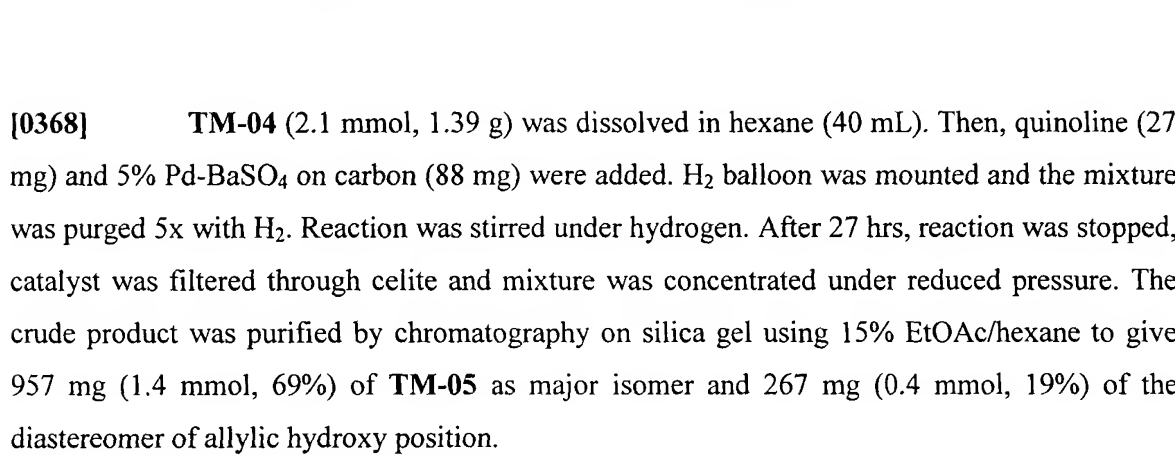 [0368] TM-04 (2.1 mmol, 1.39 g) was dissolved in hexane (40 mL). Then, quinoline (27
mg) and 5% Pd-BaSO₄ on carbon (88 mg) were added. H₂ balloon was mounted and the mixture
was purged 5x with H₂. Reaction was stirred under hydrogen. After 27 hrs, reaction was stopped,
catalyst was filtered through celite and mixture was concentrated under reduced pressure. The
crude product was purified by chromatography on silica gel using 15% EtOAc/hexane to give
957 mg (1.4 mmol, 69%) of TM-05 as major isomer and 267 mg (0.4 mmol, 19%) of the
diastereomer of allylic hydroxy position.